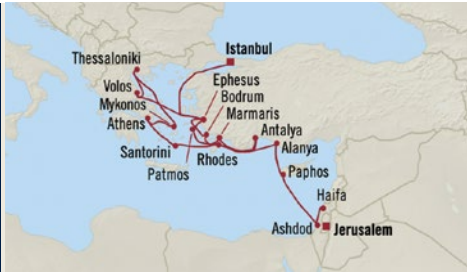 Thessaloniki
Istanbul
Volos
Ephesus
Mykonos
Bodrum
Athens
Marmaris
Antalya
Santorini
Rhodes
Alanya
Patmos
Paphos
Haifa
Ashdod
Jerusalem